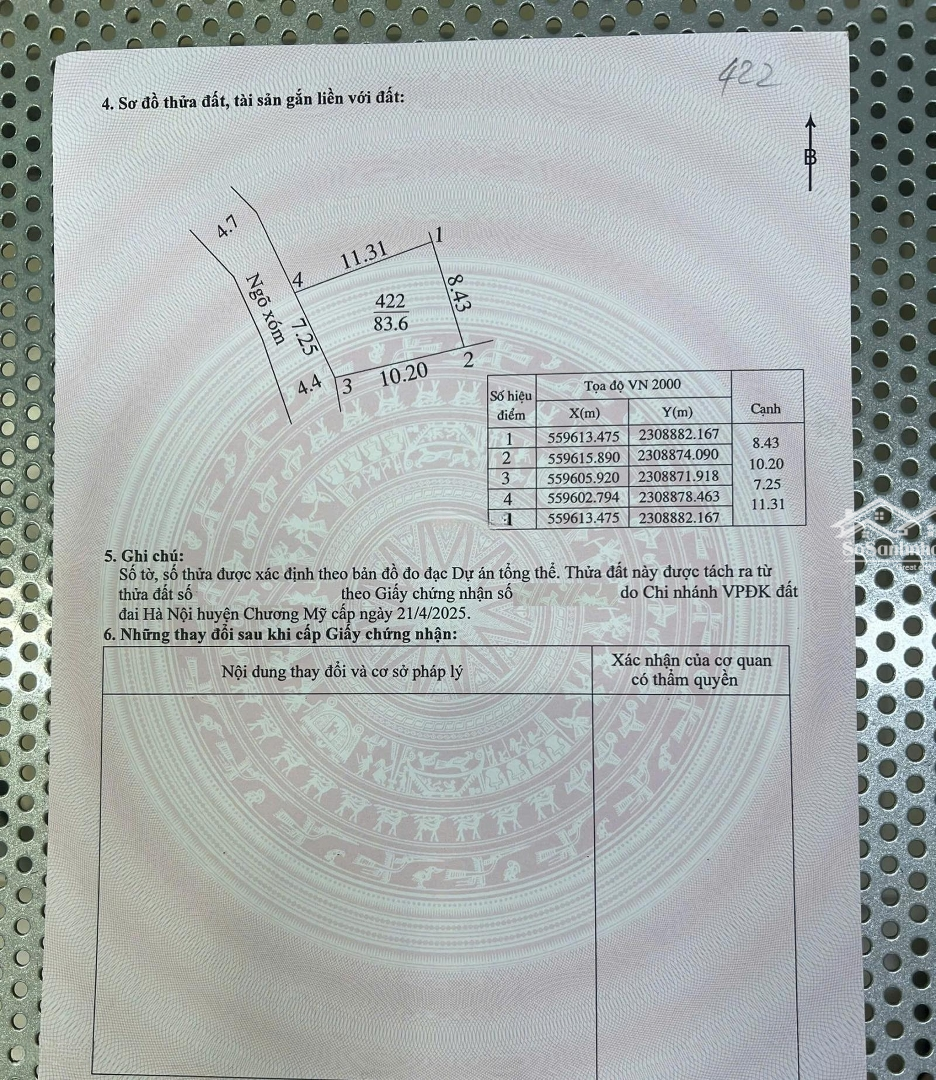 422
4. Sơ đồ thửa đất, tài sản gắn liền với đất:
B
4.7
11.31
1
4
Ngõ xóm
8.43
422
83.6
7.25
2
4.4
3
10.20
Số hiệu điểm Tọa độ VN 2000 Cạnh
X(m) Y(m)
1 559613.475 2308882.167
8.43
2 559615.890 2308874.090
10.20
3 559605.920 2308871.918
7.25
4 559602.794 2308878.463
11.31
1 559613.475 2308882.167
5. Ghi chú:
Số tờ, số thửa được xác định theo bản đồ đo đạc Dự án tổng thể. Thửa đất này được tách ra từ
thửa đất số theo Giấy chứng nhận số do Chi nhánh VPĐK đất
đai Hà Nội huyện Chương Mỹ cấp ngày 21/4/2025.
6. Những thay đổi sau khi cấp Giấy chứng nhận:
Nội dung thay đổi và cơ sở pháp lý
Xác nhận của cơ quan
có thẩm quyền